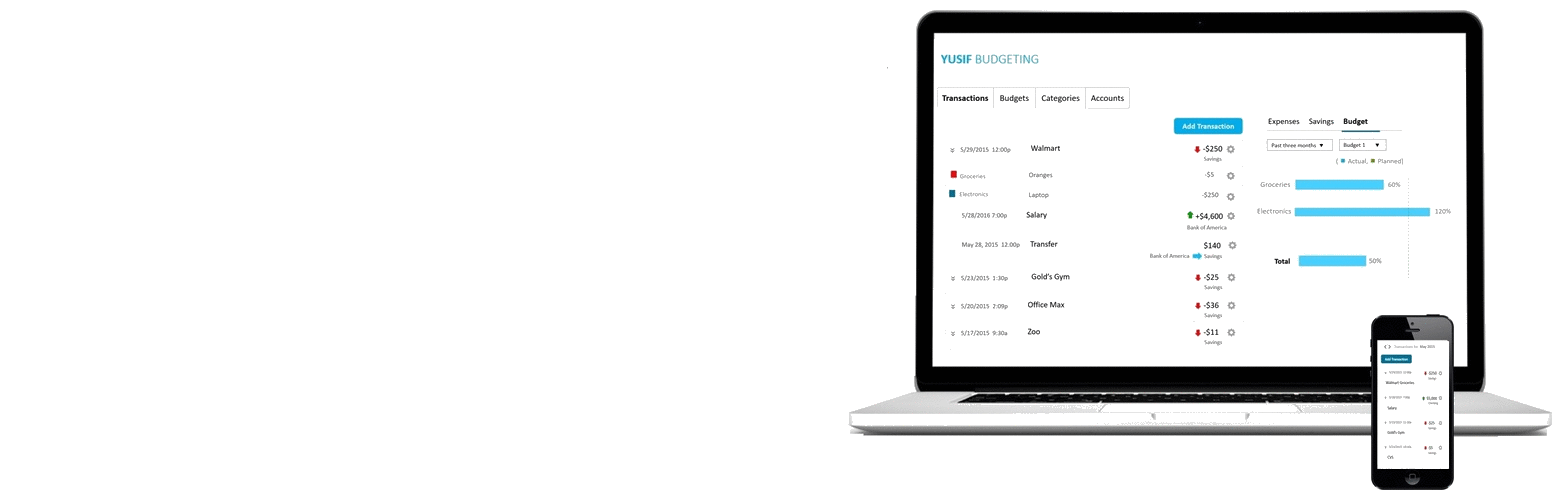 YUSIF BUDGETING
Transactions Budgets Categories Accounts
Add Transaction
5/29/2015 12:00p Walmart -$250
Savings
Groceries Oranges -$5
Electronics Laptop -$250
5/28/2016 7:00p Salary +$4,600
Bank of America
May 28, 2015 12.00p Transfer $140
Bank of America Savings
5/23/2015 1:30p Gold's Gym -$25
Savings
5/20/2015 2:09p Office Max -$36
Savings
5/17/2015 9:30a Zoo -$11
Savings
Expenses Savings Budget
Past three months ▼ Budget 1 ▼
( Actual, Planned)
Groceries 60%
Electronics 120%
Total 50%
Transactions for May 2015
Add Transaction
Walmart Groceries
Salary
Gold's Gym
CVS